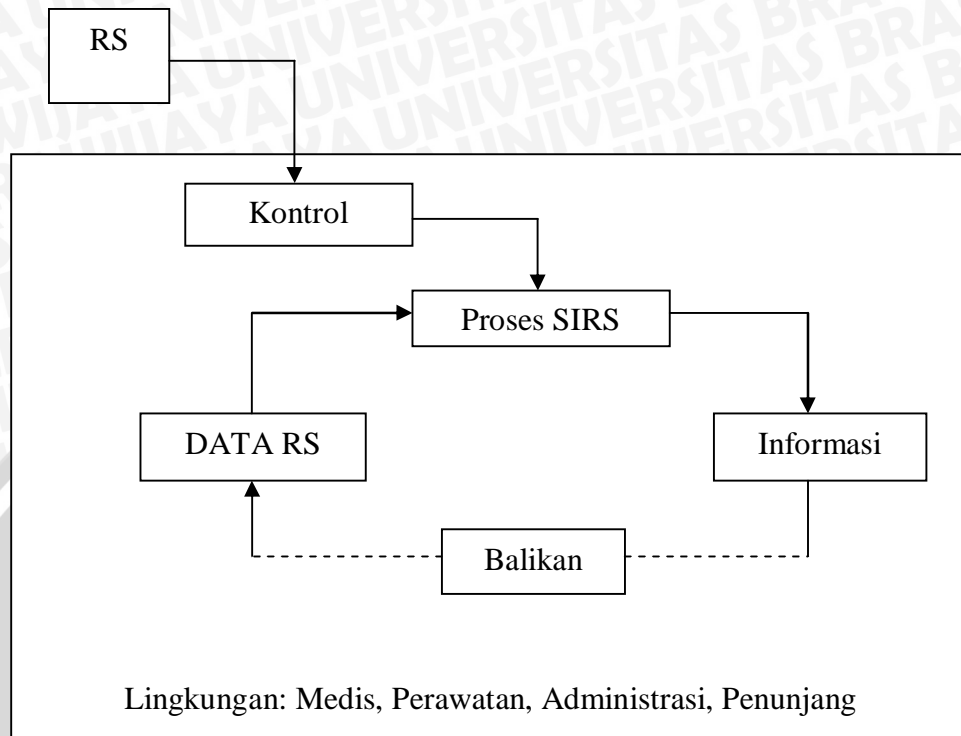 RS
Kontrol
Proses SIRS
DATA RS
Informasi
Balikan
Lingkungan: Medis, Perawatan, Administrasi, Penunjang